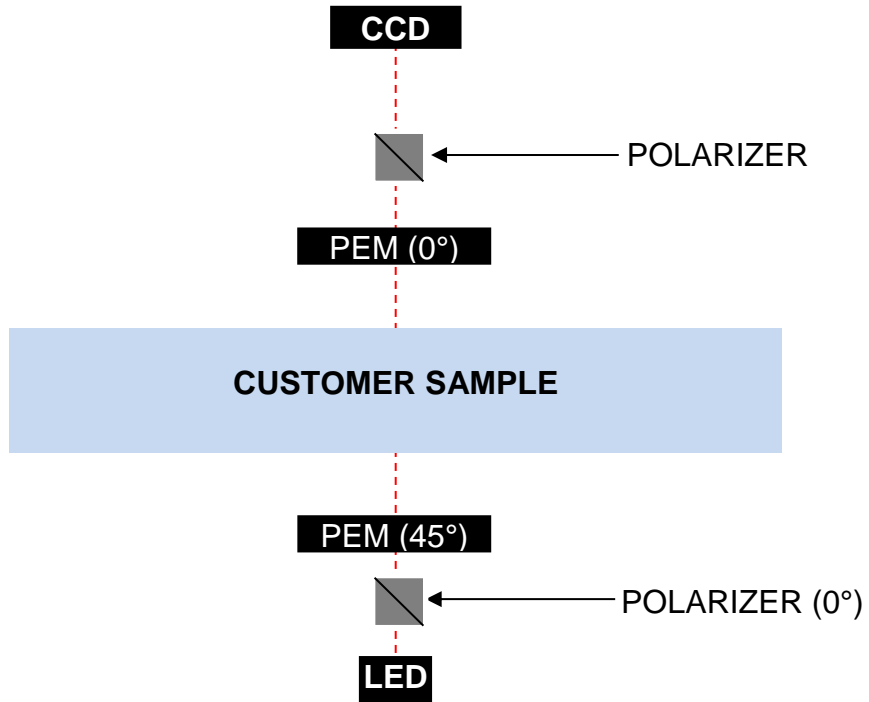 CCD
POLARIZER
PEM (0°)
CUSTOMER SAMPLE
PEM (45°)
POLARIZER (0°)
LED